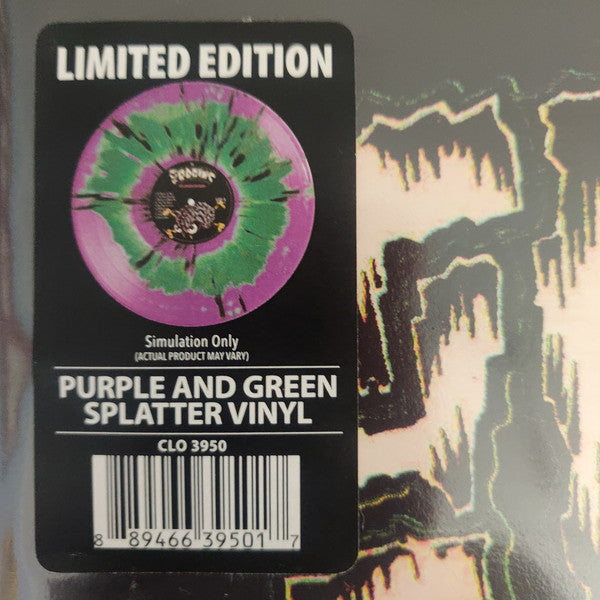 LIMITED EDITION
Simulation Only
(ACTUAL PRODUCT MAY VARY)
PURPLE AND GREEN
SPLATTER VINYL
CLO 3950
8 89466 39501 7